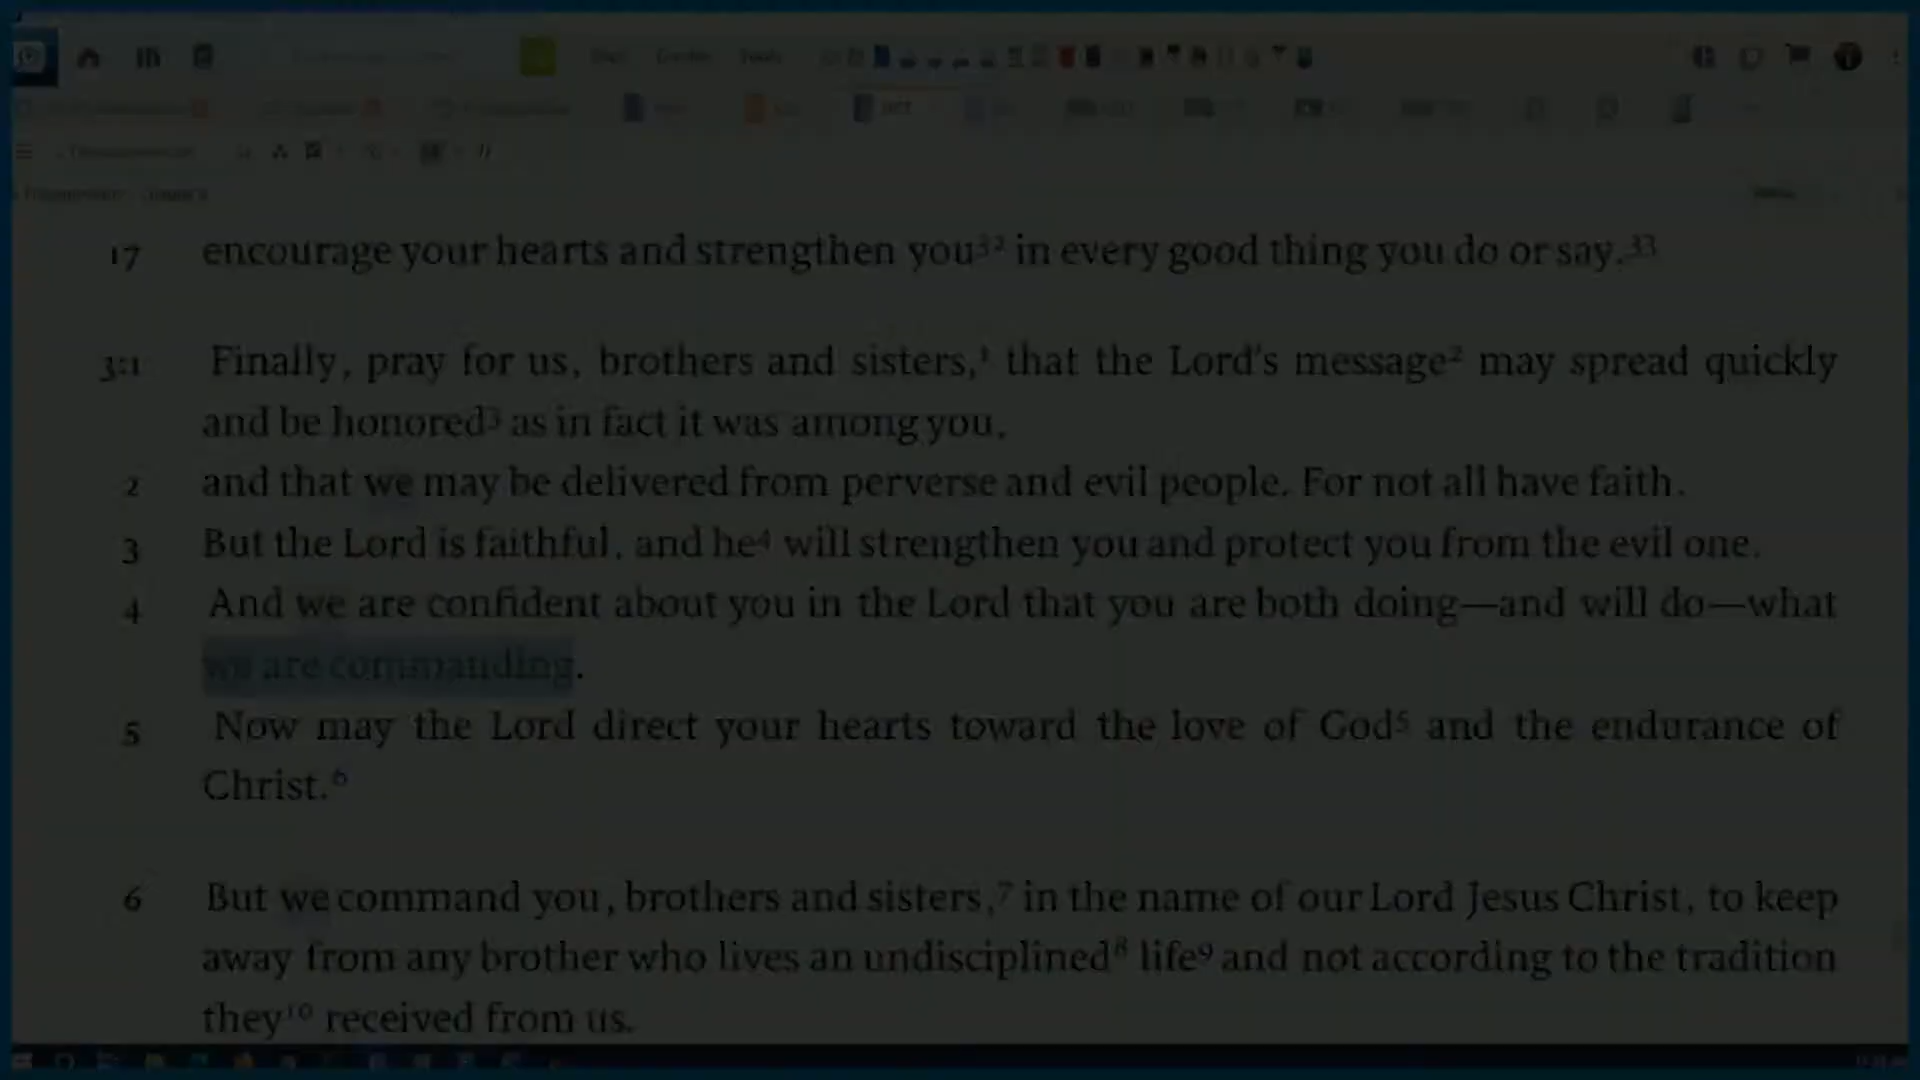 17 encourage your hearts and strengthen you³² in every good thing you do or say.³³
3:1 Finally, pray for us, brothers and sisters,¹ that the Lord's message² may spread quickly
and be honored³ as in fact it was among you,
2 and that we may be delivered from perverse and evil people. For not all have faith.
3 But the Lord is faithful, and he⁴ will strengthen you and protect you from the evil one.
4 And we are confident about you in the Lord that you are both doing—and will do—what
we are commanding.
5 Now may the Lord direct your hearts toward the love of God⁵ and the endurance of
Christ.⁶
6 But we command you, brothers and sisters,⁷ in the name of our Lord Jesus Christ, to keep
away from any brother who lives an undisciplined⁸ life⁹ and not according to the tradition
they¹⁰ received from us.